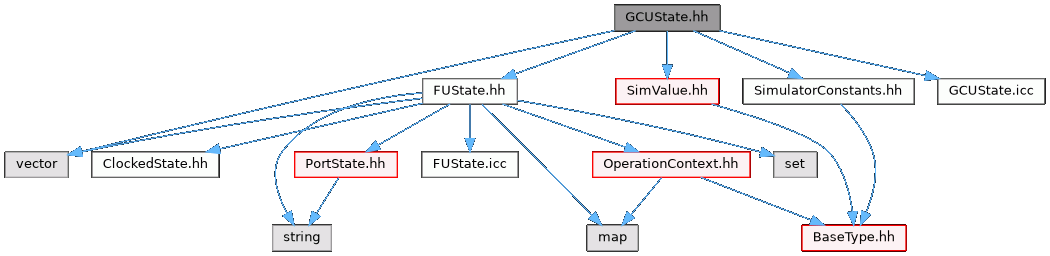 GCUState.hh
FUState.hh
SimValue.hh
SimulatorConstants.hh
GCUState.icc
vector
ClockedState.hh
PortState.hh
FUState.icc
OperationContext.hh
set
string
map
BaseType.hh